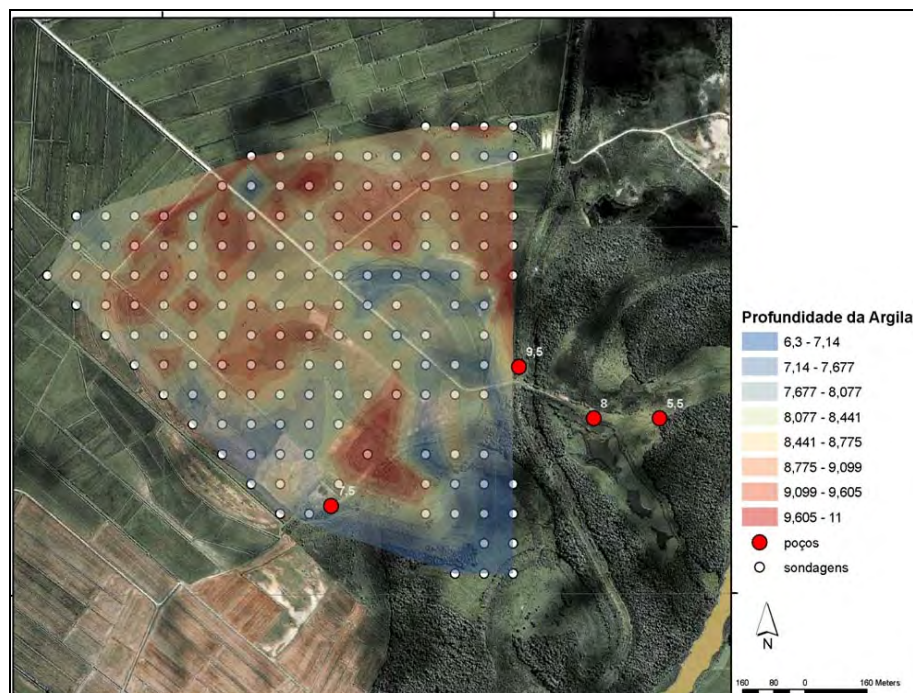 9,5
8
5,5
7,5
Profundidade da Argila
6,3 - 7,14
7,14 - 7,677
7,677 - 8,077
8,077 - 8,441
8,441 - 8,775
8,775 - 9,099
9,099 - 9,605
9,605 - 11
poços
sondagens
N
160 80 0 160 Meters